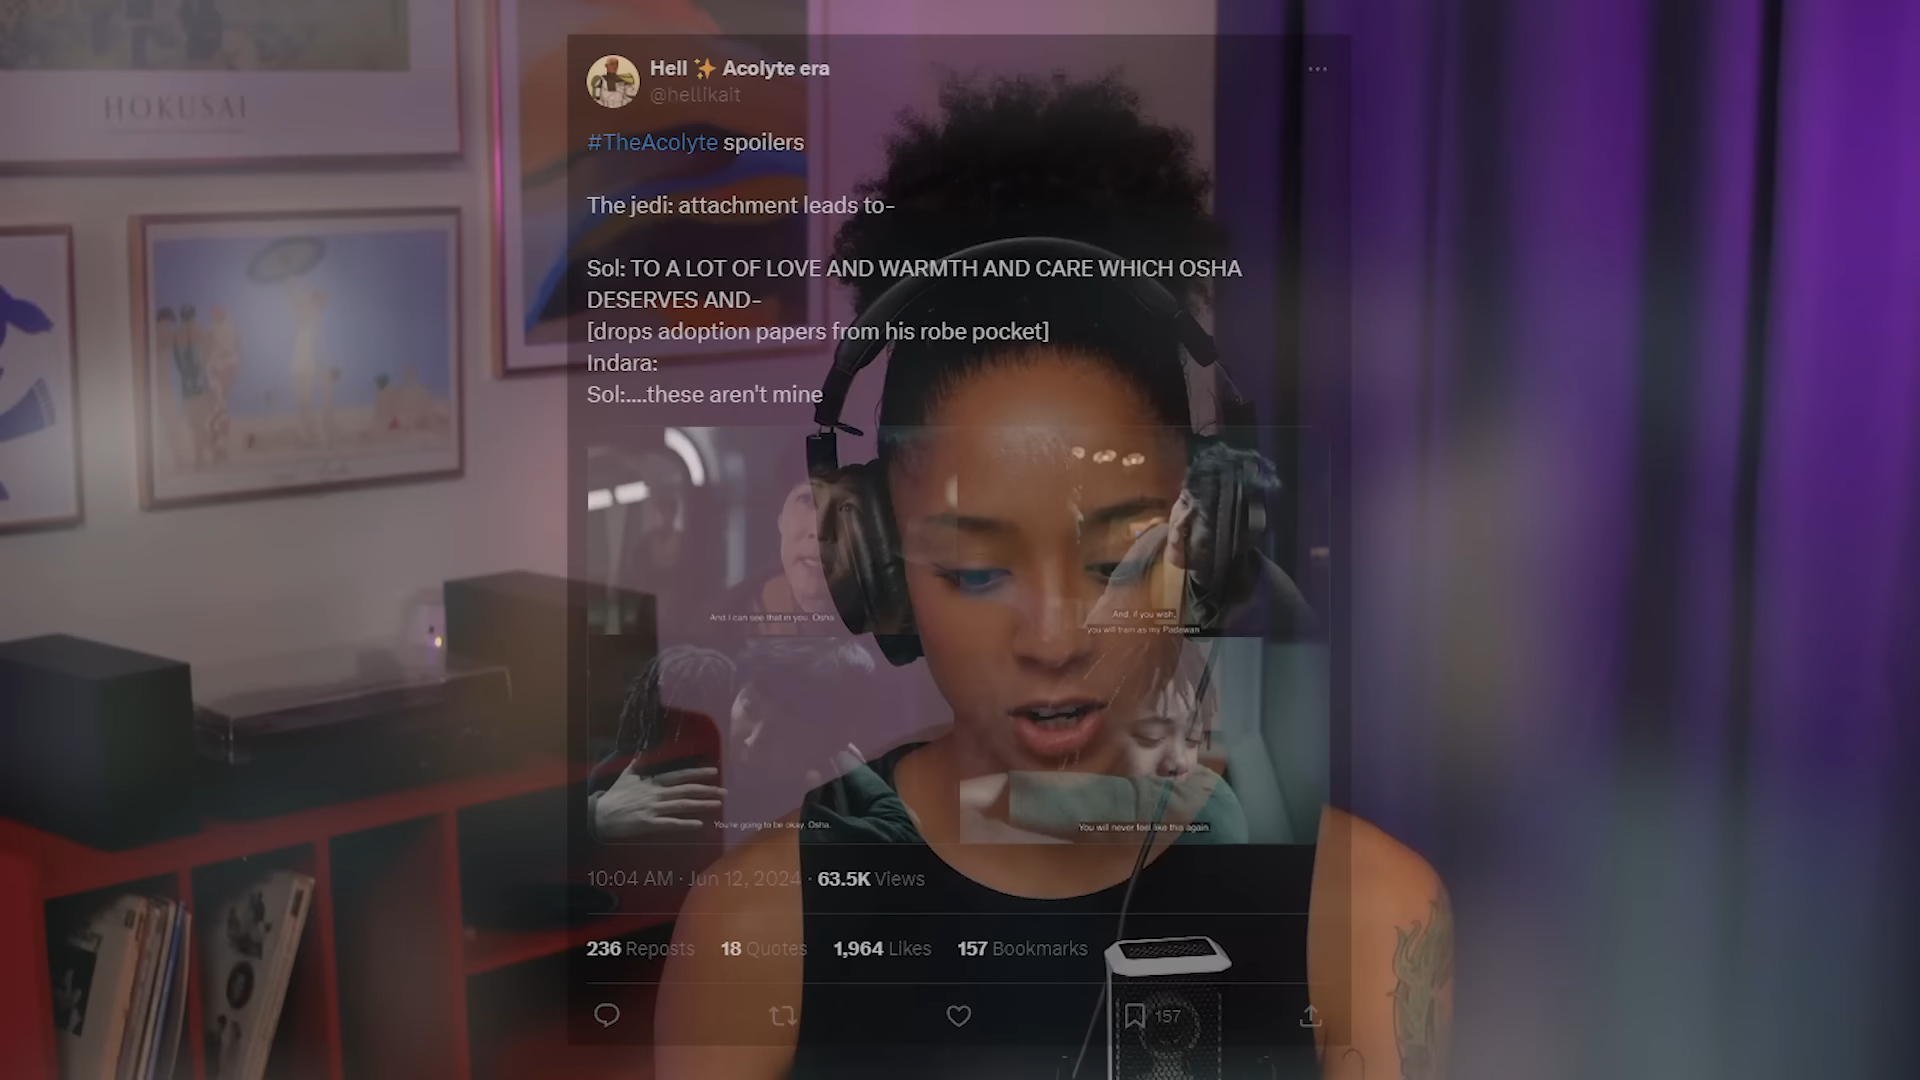 HOKUSAI
Hell ✨ Acolyte era
@hellikait
#TheAcolyte spoilers
The jedi: attachment leads to-
Sol: TO A LOT OF LOVE AND WARMTH AND CARE WHICH OSHA
DESERVES AND-
[drops adoption papers from his robe pocket]
Indara:
Sol:....these aren't mine
And I can see that in you, Osha
And, if you wish,
you will train as my Padawan
You're going to be okay, Osha.
You will never feel like this again.
10:04 AM · Jun 12, 2024 · 63.5K Views
236 Reposts 18 Quotes 1,964 Likes 157 Bookmarks
157